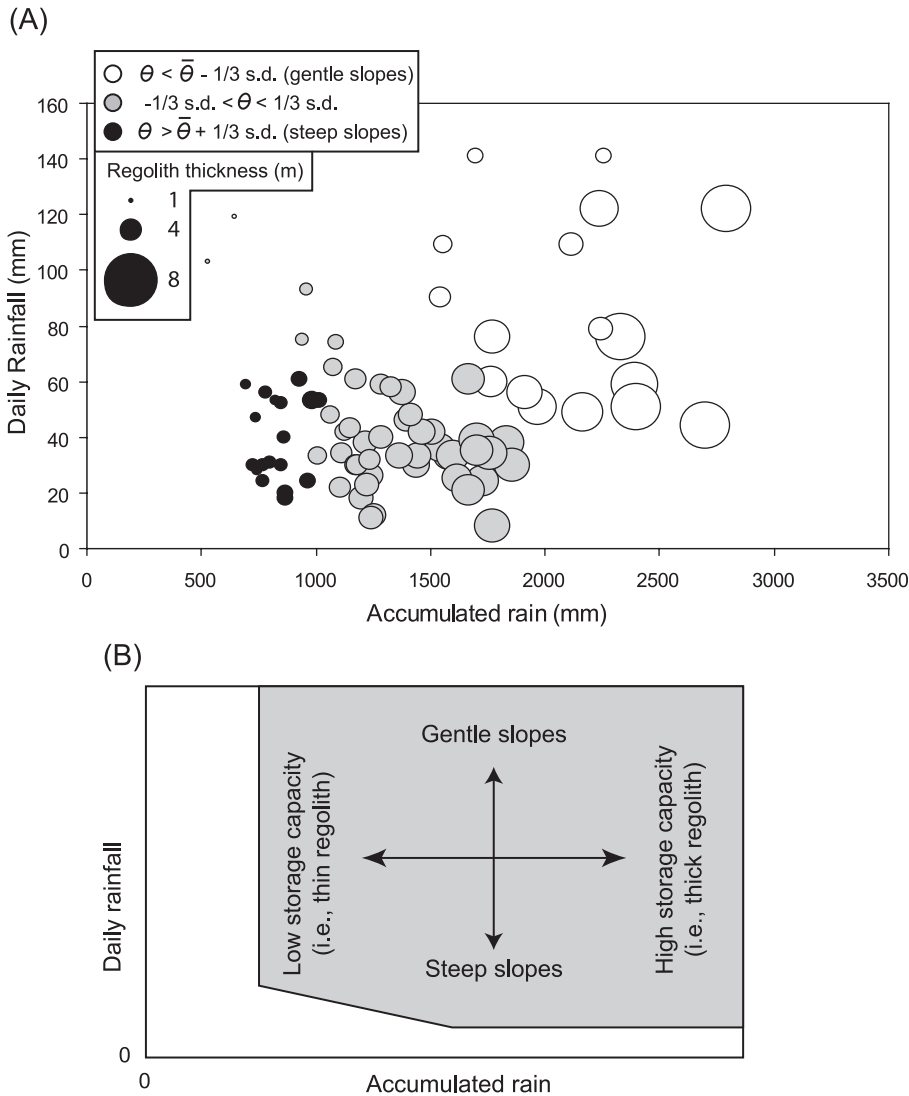 (A)
θ < θ̅ - 1/3 s.d. (gentle slopes)
-1/3 s.d. < θ < 1/3 s.d.
θ > θ̅ + 1/3 s.d. (steep slopes)
Regolith thickness (m)
1
4
8
Daily Rainfall (mm)
160
140
120
100
80
60
40
20
0
0 500 1000 1500 2000 2500 3000 3500
Accumulated rain (mm)
(B)
Daily rainfall
Gentle slopes
Low storage capacity
(i.e., thin regolith)
High storage capacity
(i.e., thick regolith)
Steep slopes
0
0
Accumulated rain